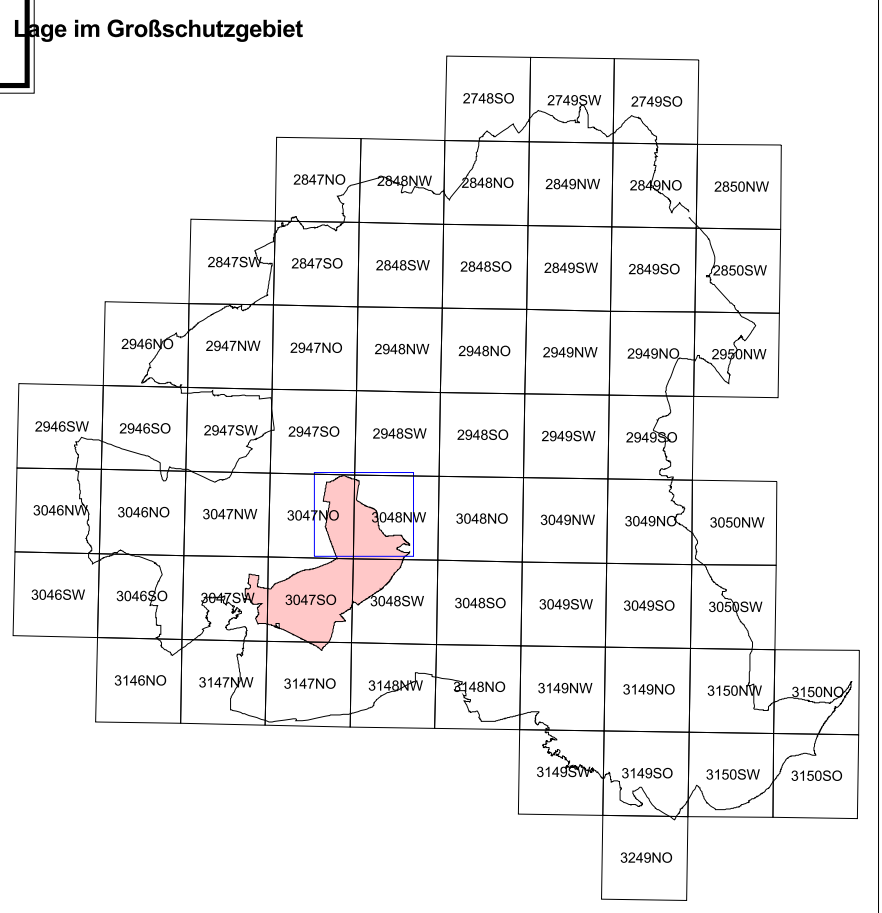 Lage im Großschutzgebiet
2748SO 2749SW 2749SO
2847NO 2848NW 2848NO 2849NW 2849NO 2850NW
2847SW 2847SO 2848SW 2848SO 2849SW 2849SO 2850SW
2946NO 2947NW 2947NO 2948NW 2948NO 2949NW 2949NO 2950NW
2946SW 2946SO 2947SW 2947SO 2948SW 2948SO 2949SW 2949SO
3046NW 3046NO 3047NW 3047NO 3048NW 3048NO 3049NW 3049NO 3050NW
3046SW 3046SO 3047SW 3047SO 3048SW 3048SO 3049SW 3049SO 3050SW
3146NO 3147NW 3147NO 3148NW 3148NO 3149NW 3149NO 3150NW 3150NO
3149SW 3149SO 3150SW 3150SO
3249NO